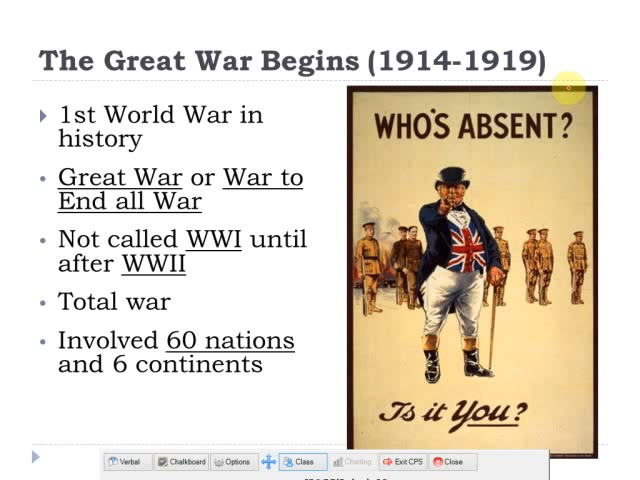 The Great War Begins (1914-1919)
1st World War in
history
Great War or War to
End all War
Not called WWI until
after WWII
Total war
Involved 60 nations
and 6 continents
WHO'S ABSENT?
Is it You?
Verbal Chalkboard Options Class Charting Exit CPS Close